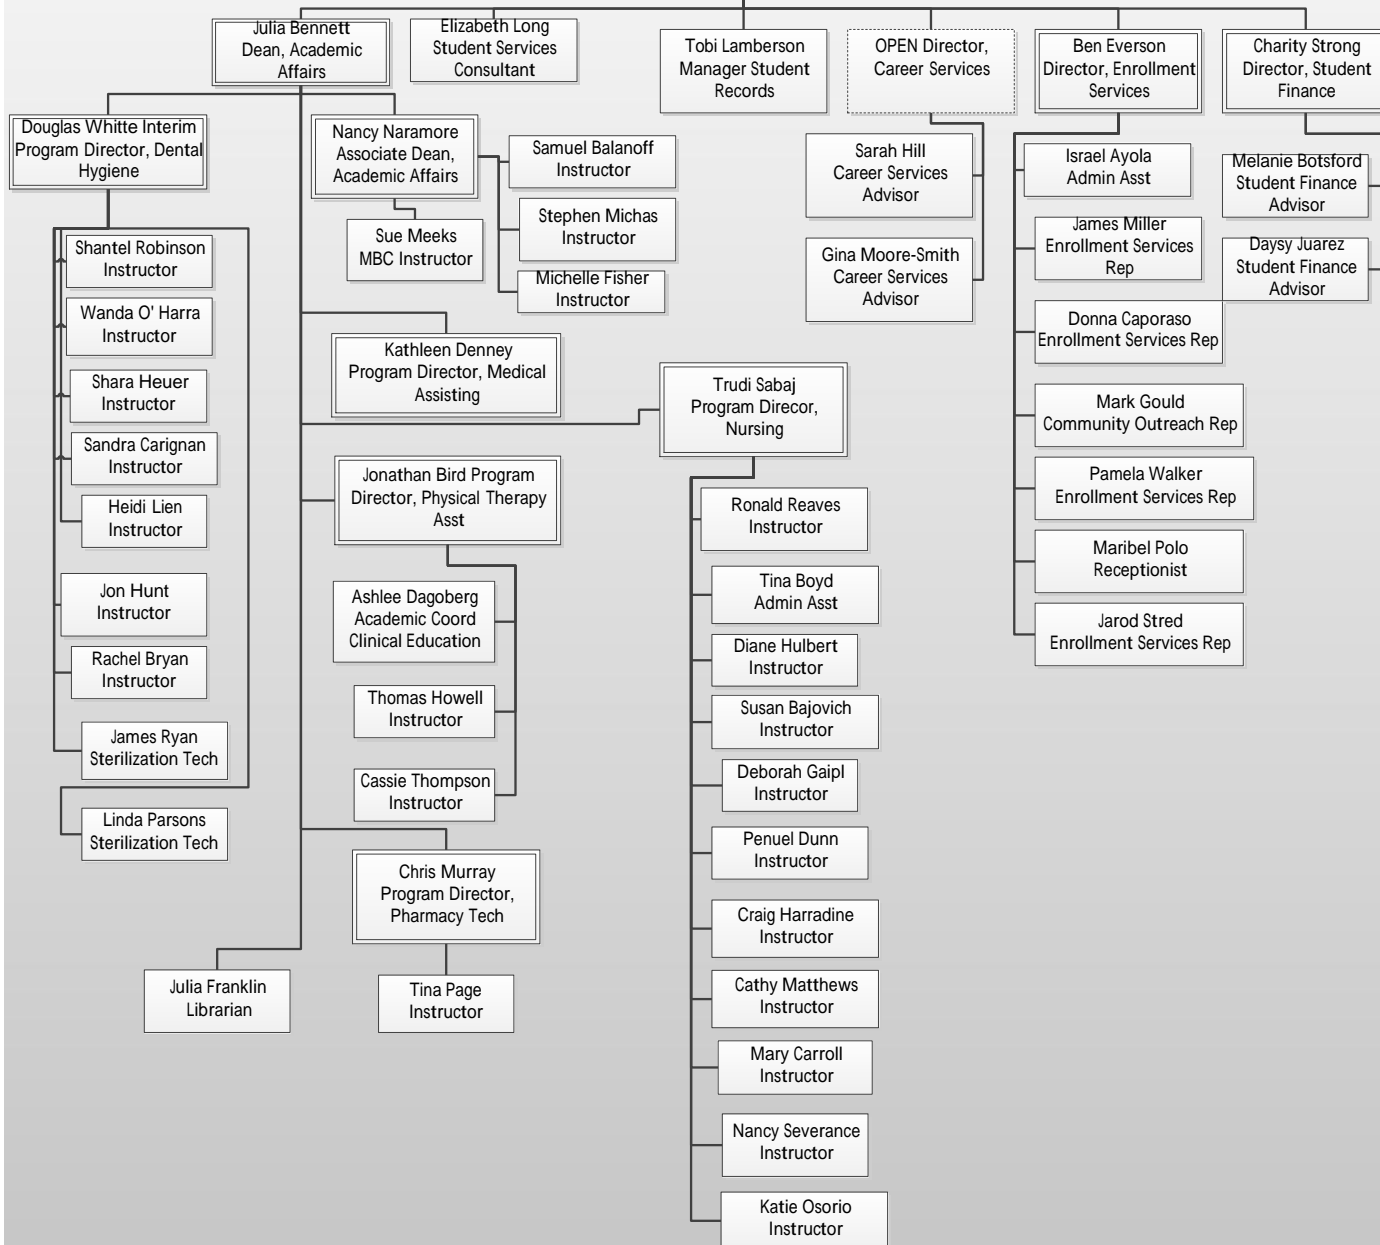 Julia Bennett
Dean, Academic
Affairs
Elizabeth Long
Student Services
Consultant
Tobi Lamberson
Manager Student
Records
OPEN Director,
Career Services
Ben Everson
Director, Enrollment
Services
Charity Strong
Director, Student
Finance
Douglas Whitte Interim
Program Director, Dental
Hygiene
Nancy Naramore
Associate Dean,
Academic Affairs
Samuel Balanoff
Instructor
Stephen Michas
Instructor
Michelle Fisher
Instructor
Sue Meeks
MBC Instructor
Sarah Hill
Career Services
Advisor
Gina Moore-Smith
Career Services
Advisor
Israel Ayola
Admin Asst
James Miller
Enrollment Services
Rep
Donna Caporaso
Enrollment Services Rep
Mark Gould
Community Outreach Rep
Pamela Walker
Enrollment Services Rep
Maribel Polo
Receptionist
Jarod Stred
Enrollment Services Rep
Melanie Botsford
Student Finance
Advisor
Daysy Juarez
Student Finance
Advisor
Shantel Robinson
Instructor
Wanda O' Harra
Instructor
Shara Heuer
Instructor
Sandra Carignan
Instructor
Heidi Lien
Instructor
Jon Hunt
Instructor
Rachel Bryan
Instructor
James Ryan
Sterilization Tech
Linda Parsons
Sterilization Tech
Kathleen Denney
Program Director, Medical
Assisting
Trudi Sabaj
Program Direcor,
Nursing
Jonathan Bird Program
Director, Physical Therapy
Asst
Ashlee Dagoberg
Academic Coord
Clinical Education
Thomas Howell
Instructor
Cassie Thompson
Instructor
Chris Murray
Program Director,
Pharmacy Tech
Julia Franklin
Librarian
Tina Page
Instructor
Ronald Reaves
Instructor
Tina Boyd
Admin Asst
Diane Hulbert
Instructor
Susan Bajovich
Instructor
Deborah Gaipl
Instructor
Penuel Dunn
Instructor
Craig Harradine
Instructor
Cathy Matthews
Instructor
Mary Carroll
Instructor
Nancy Severance
Instructor
Katie Osorio
Instructor